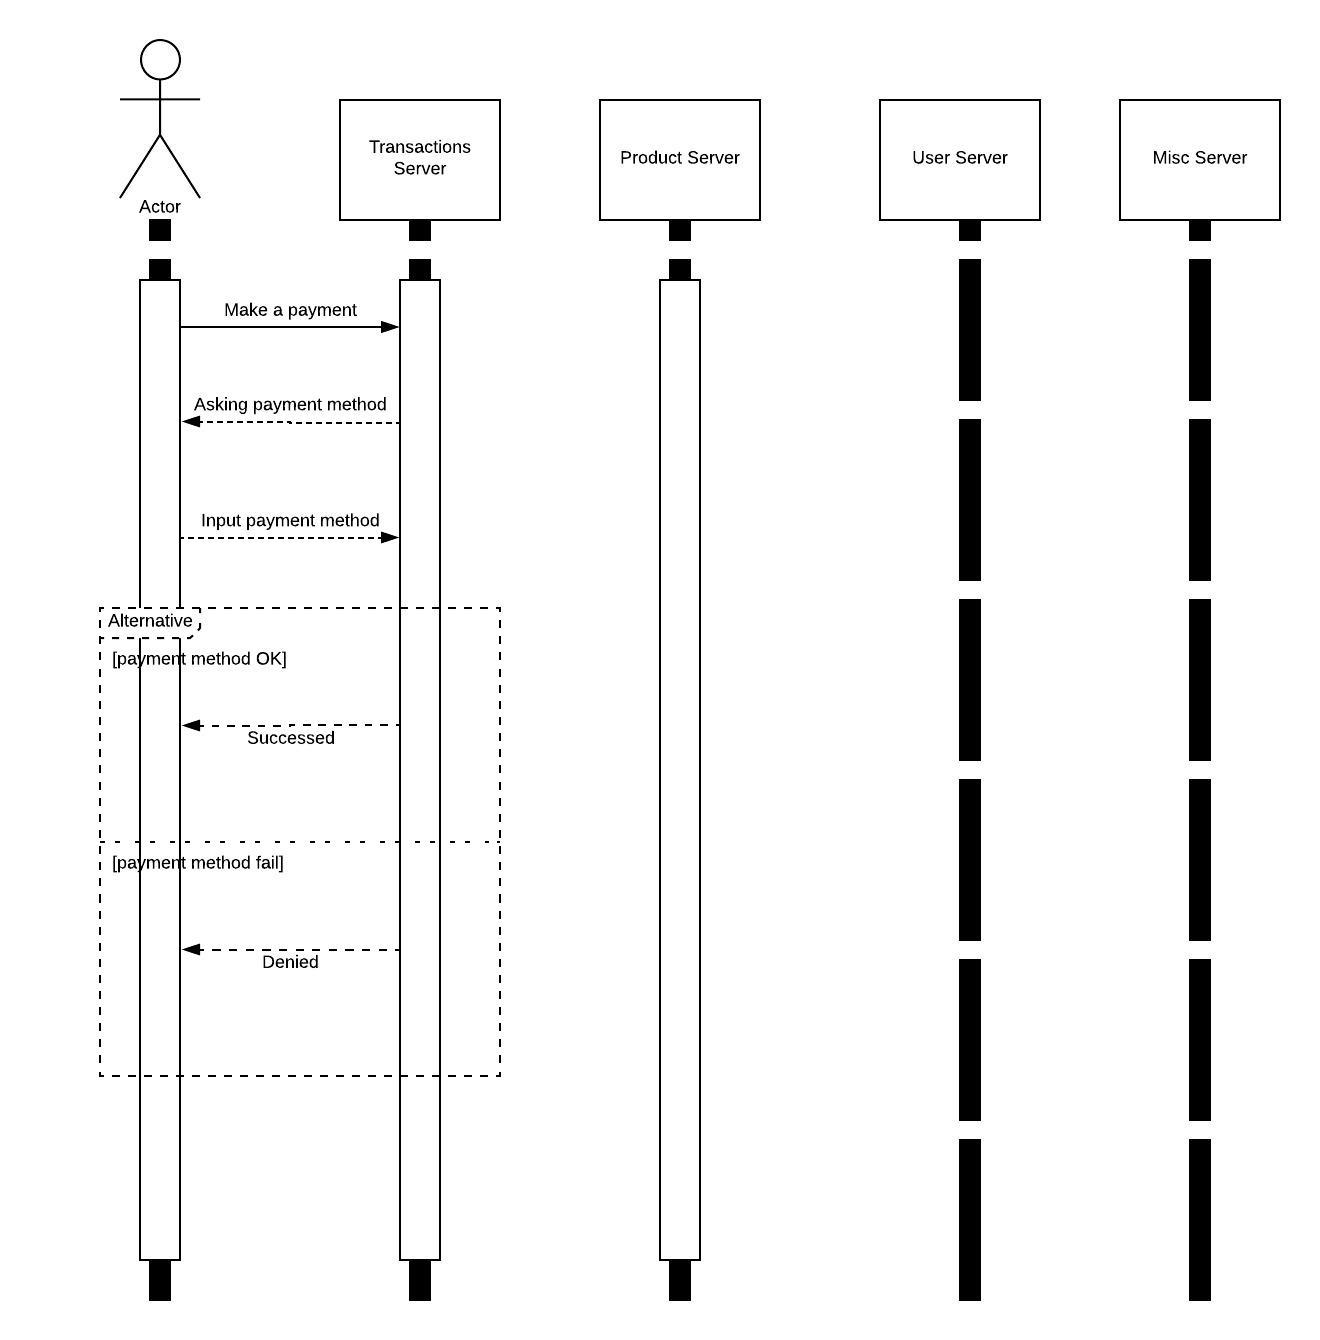 Actor
Transactions
Server
Product Server
User Server
Misc Server
Make a payment
Asking payment method
Input payment method
Alternative
[payment method OK]
Successed
[payment method fail]
Denied